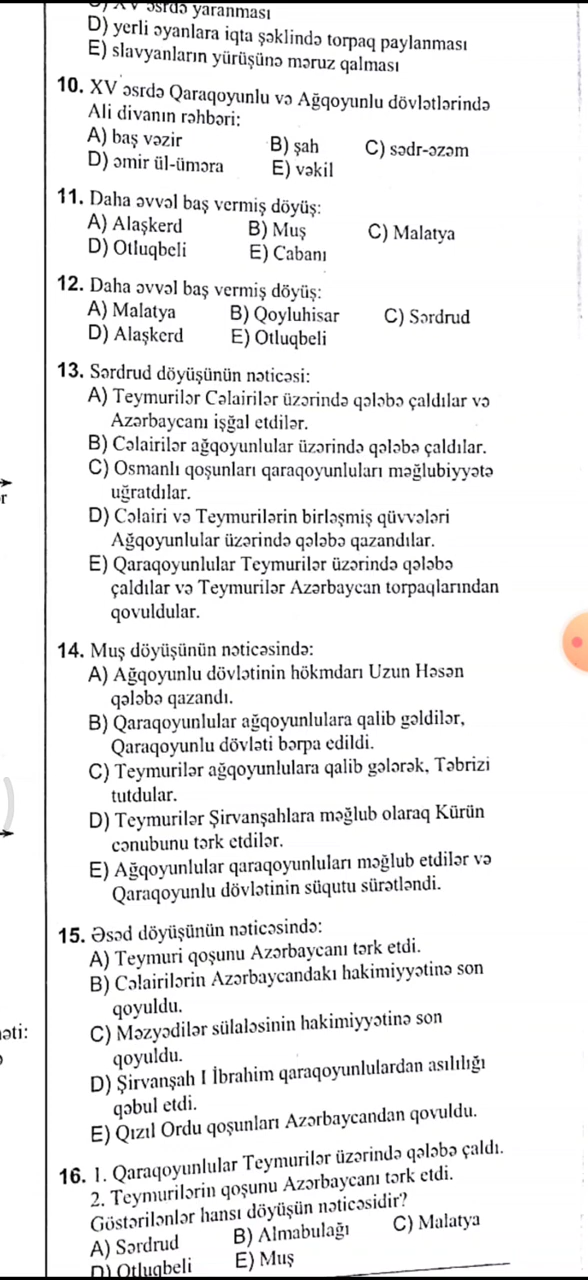 XV əsrdə yaranması
D) yerli əyanlara iqta şəklində torpaq paylanması
E) slavyanların yürüşünə məruz qalması
10. XV əsrdə Qaraqoyunlu və Ağqoyunlu dövlətlərində
Ali divanın rəhbəri:
A) baş vəzir B) şah C) sədr-əzəm
D) əmir ül-üməra E) vəkil
11. Daha əvvəl baş vermiş döyüş:
A) Alaşkerd B) Muş C) Malatya
D) Otluqbeli E) Cabanı
12. Daha əvvəl baş vermiş döyüş:
A) Malatya B) Qoyluhisar C) Sərdrud
D) Alaşkerd E) Otluqbeli
13. Sərdrud döyüşünün nəticəsi:
A) Teymurilər Cəlairilər üzərində qələbə çaldılar və
Azərbaycanı işğal etdilər.
B) Cəlairilər ağqoyunlular üzərində qələbə çaldılar.
C) Osmanlı qoşunları qaraqoyunluları məğlubiyyətə
uğratdılar.
D) Cəlairi və Teymurilərin birləşmiş qüvvələri
Ağqoyunlular üzərində qələbə qazandılar.
E) Qaraqoyunlular Teymurilər üzərində qələbə
çaldılar və Teymurilər Azərbaycan torpaqlarından
qovuldular.
14. Muş döyüşünün nəticəsində:
A) Ağqoyunlu dövlətinin hökmdarı Uzun Həsən
qələbə qazandı.
B) Qaraqoyunlular ağqoyunlulara qalib gəldilər,
Qaraqoyunlu dövləti bərpa edildi.
C) Teymurilər ağqoyunlulara qalib gələrək, Təbrizi
tutdular.
D) Teymurilər Şirvanşahlara məğlub olaraq Kürün
cənubunu tərk etdilər.
E) Ağqoyunlular qaraqoyunluları məğlub etdilər və
Qaraqoyunlu dövlətinin süqutu sürətləndi.
15. Əsəd döyüşünün nəticəsində:
A) Teymuri qoşunu Azərbaycanı tərk etdi.
B) Cəlairilərin Azərbaycandakı hakimiyyətinə son
qoyuldu.
C) Məzyədilər sülaləsinin hakimiyyətinə son
qoyuldu.
D) Şirvanşah I İbrahim qaraqoyunlulardan asılılığı
qəbul etdi.
E) Qızıl Ordu qoşunları Azərbaycandan qovuldu.
16. 1. Qaraqoyunlular Teymurilər üzərində qələbə çaldı.
2. Teymurilərin qoşunu Azərbaycanı tərk etdi.
Göstərilənlər hansı döyüşün nəticəsidir?
A) Sərdrud B) Almabulağı C) Malatya
D) Otluqbeli E) Muş